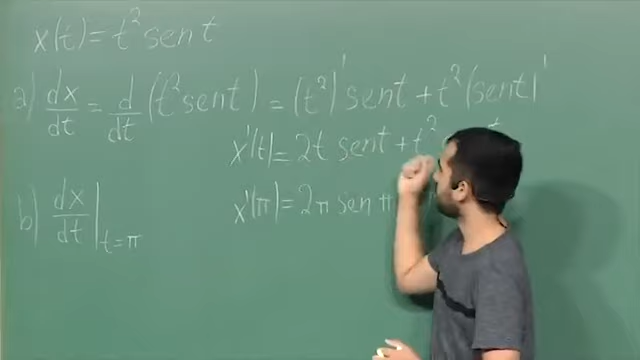 x(t) = t² sen t
a) dx/dt = d/dt (t² sen t) = (t²)' sen t + t² (sen t)'
x'(t) = 2t sen t + t²
b) dx/dt |t=π
x'(π) = 2π sen π